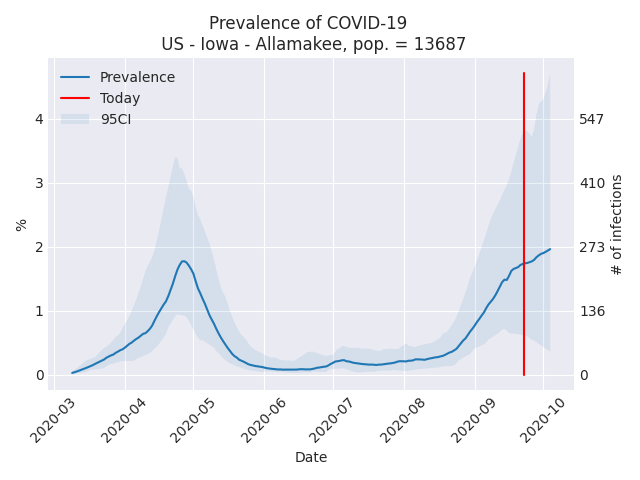 Prevalence of COVID-19
US - Iowa - Allamakee, pop. = 13687
Prevalence
Today
95CI
%
4
3
2
1
0
547
410
273
136
0
# of infections
2020-03
2020-04
2020-05
2020-06
2020-07
2020-08
2020-09
2020-10
Date